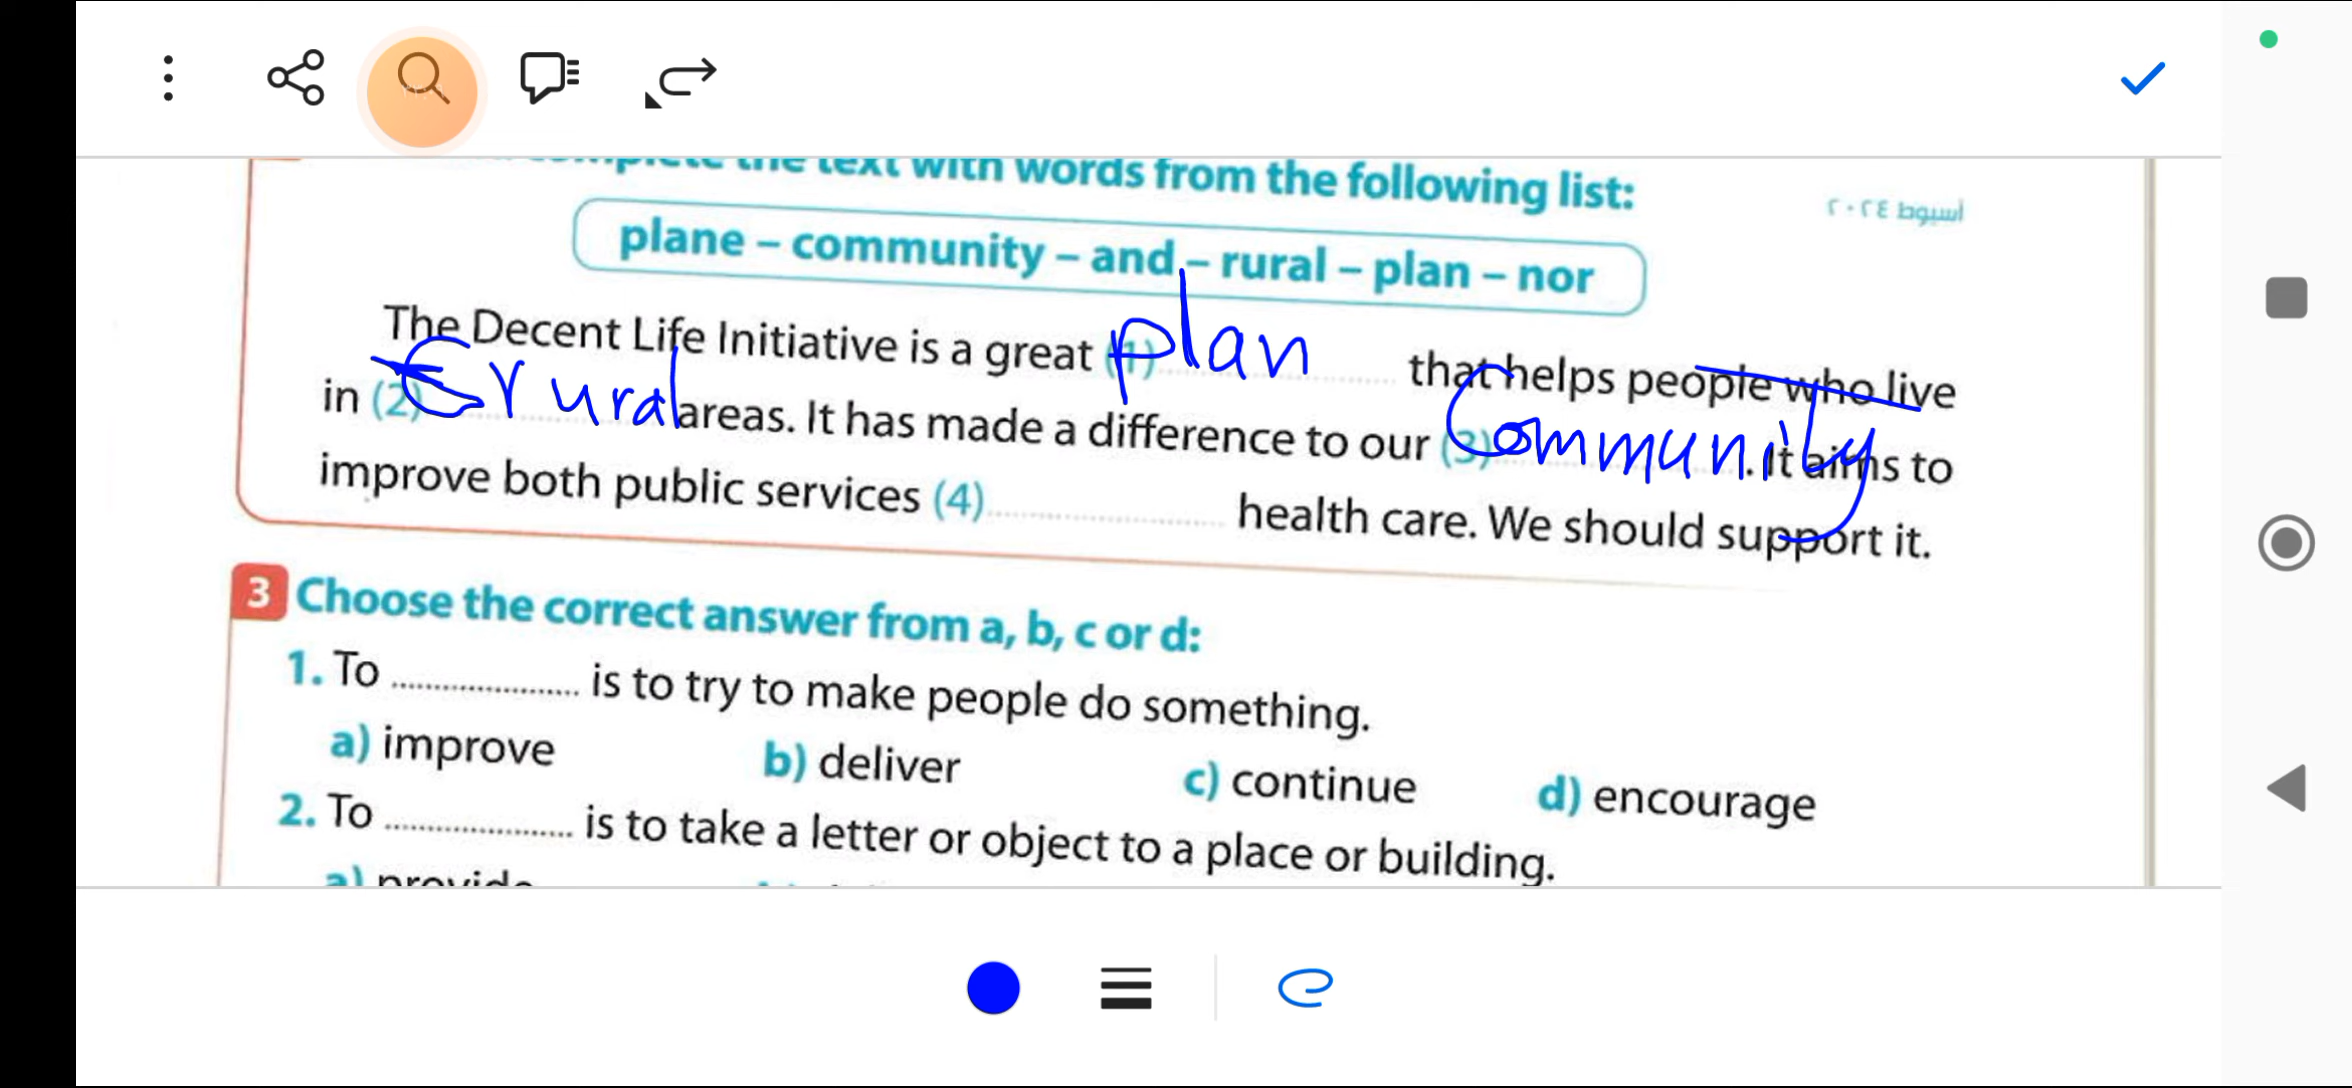 complete the text with words from the following list:
أسيوط ٢٠٢٤
plane – community – and – rural – plan – nor
The Decent Life Initiative is a great (1) plan that helps people who live
in (2) rural areas. It has made a difference to our (3) Community. It aims to
improve both public services (4) .................... health care. We should support it.
3 Choose the correct answer from a, b, c or d:
1. To .................... is to try to make people do something.
a) improve b) deliver c) continue d) encourage
2. To .................... is to take a letter or object to a place or building.
a) provide